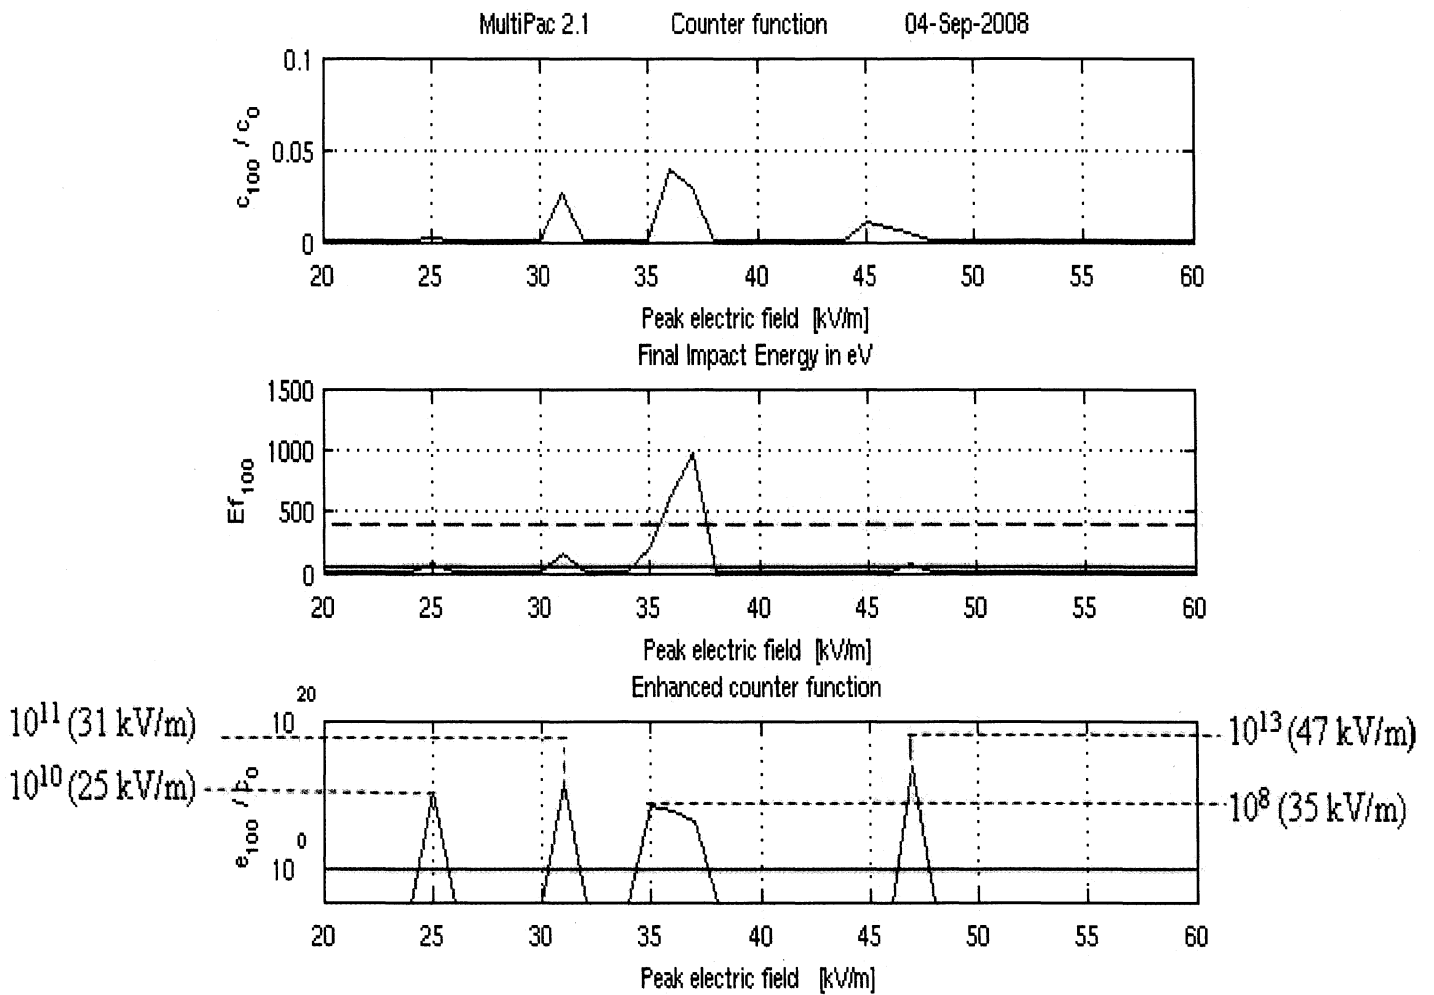 MultiPac 2.1 Counter function 04-Sep-2008
0.1
0.05
0
c100 / c0
20 25 30 35 40 45 50 55 60
Peak electric field [kV/m]
Final Impact Energy in eV
1500
1000
500
0
Ef100
20 25 30 35 40 45 50 55 60
Peak electric field [kV/m]
Enhanced counter function
10^20
10^11 (31 kV/m)
10^13 (47 kV/m)
10^10 (25 kV/m)
10^8 (35 kV/m)
e100 / c0
10^0
20 25 30 35 40 45 50 55 60
Peak electric field [kV/m]